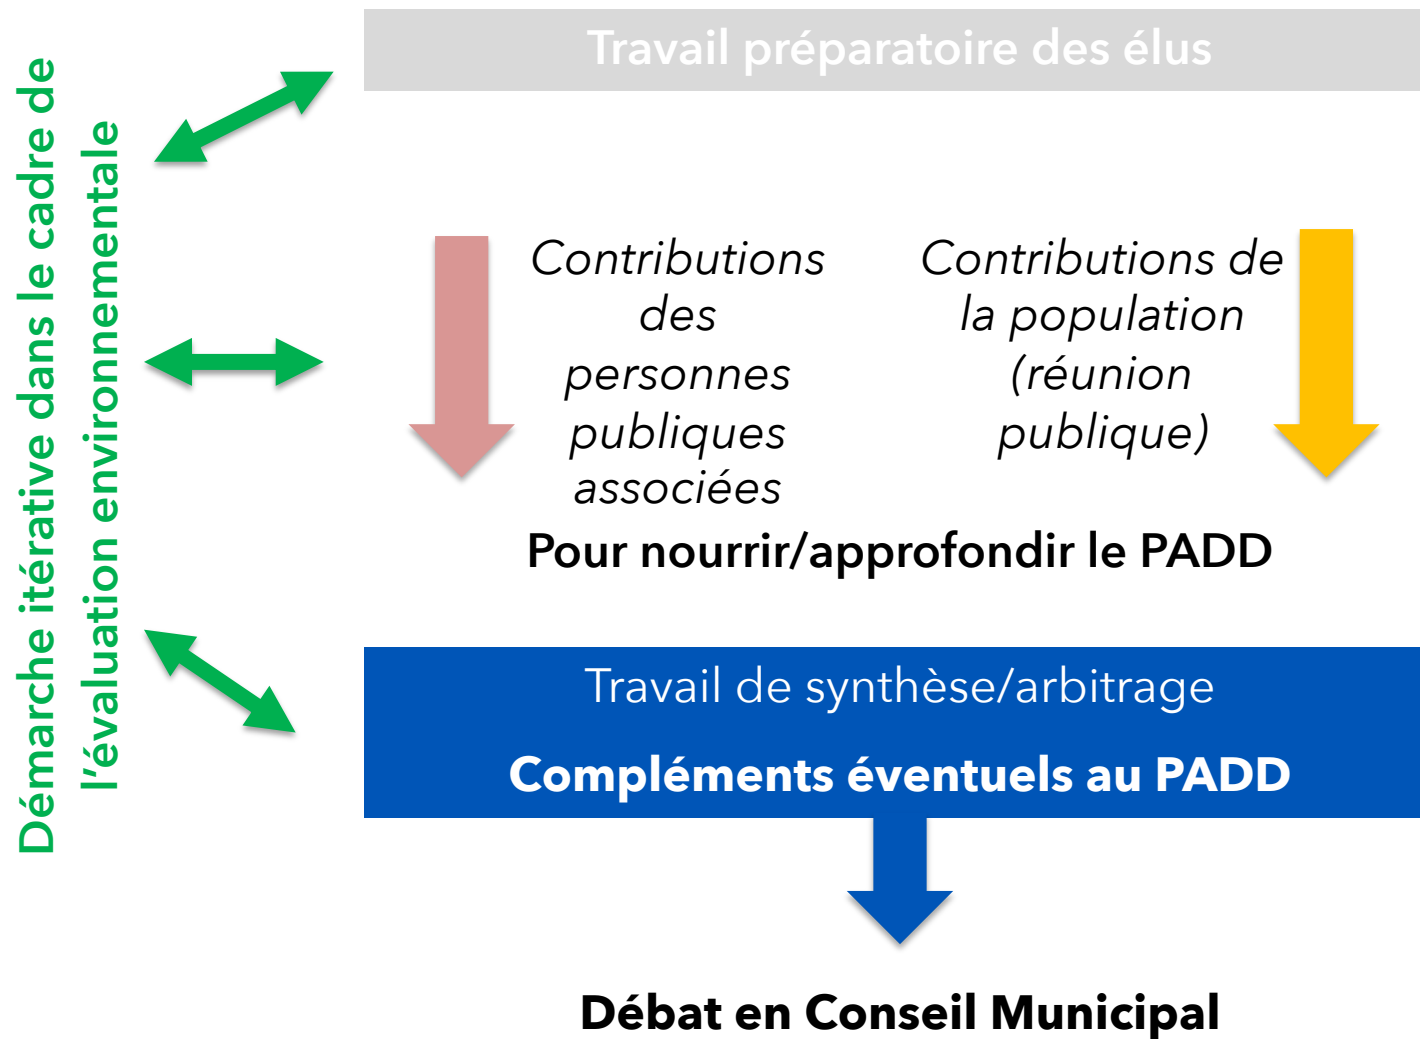 Démarche itérative dans le cadre de
l'évaluation environnementale
Travail préparatoire des élus
Contributions
des
personnes
publiques
associées
Contributions de
la population
(réunion
publique)
Pour nourrir/approfondir le PADD
Travail de synthèse/arbitrage
Compléments éventuels au PADD
Débat en Conseil Municipal